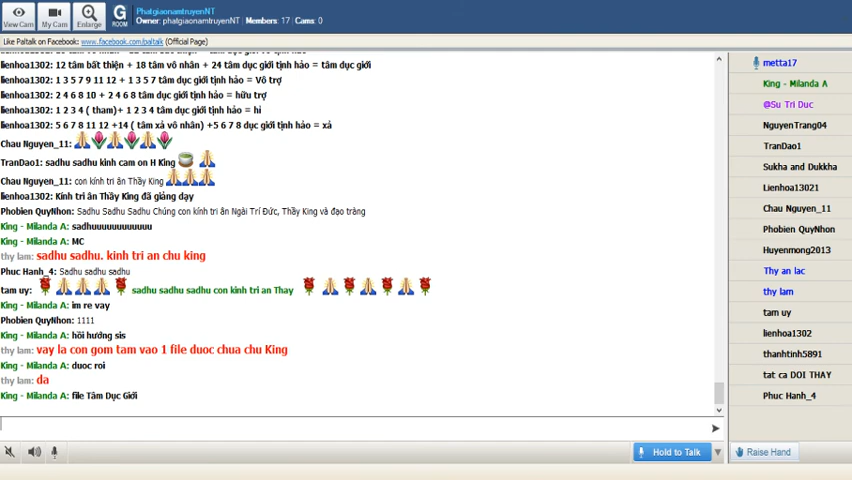 PhatgiaonamtruyenNT
Owner: phatgiaonamtruyenNT | Members: 17 | Cams: 0
View Cam
My Cam
Enlarge
G
ROOM
Like Paltalk on Facebook: www.facebook.com/paltalk (Official Page)
lienhoa1302: 12 tâm bất thiện + 18 tâm vô nhân + 24 tâm dục giới tịnh hảo = tâm dục giới
lienhoa1302: 1 3 5 7 9 11 12 + 1 3 5 7 tâm dục giới tịnh hảo = Vô trợ
lienhoa1302: 2 4 6 8 10 + 2 4 6 8 tâm dục giới tịnh hảo = hữu trợ
lienhoa1302: 1 2 3 4 ( tham)+ 1 2 3 4 tâm dục giới tịnh hảo = hỉ
lienhoa1302: 5 6 7 8 11 12 +14 ( tâm xả vô nhân) +5 6 7 8 dục giới tịnh hảo = xả
Chau Nguyen_11:
TranDao1: sadhu sadhu kinh cam on H King
Chau Nguyen_11: con kính tri ân Thầy King
lienhoa1302: Kính tri ân Thầy King đã giảng dạy
Phobien QuyNhon: Sadhu Sadhu Sadhu Chúng con kính tri ân Ngài Trí Đức, Thầy King và đạo tràng
King - Milanda A: sadhuuuuuuuuuuuu
King - Milanda A: MC
thy lam: sadhu sadhu. kinh tri an chu king
Phuc Hanh_4: Sadhu sadhu sadhu
tam uy: sadhu sadhu sadhu con kinh tri an Thay
King - Milanda A: im re vay
Phobien QuyNhon: 1111
King - Milanda A: hồi hướng sis
thy lam: vay la con gom tam vao 1 file duoc chua chu King
King - Milanda A: duoc roi
thy lam: da
King - Milanda A: file Tâm Dục Giới
Hold to Talk
metta17
King - Milanda A
@Su Tri Duc
NguyenTrang04
TranDao1
Sukha and Dukkha
Lienhoa13021
Chau Nguyen_11
Phobien QuyNhon
Huyenmong2013
Thy an lac
thy lam
tam uy
lienhoa1302
thanhtinh5891
tat ca DOI THAY
Phuc Hanh_4
Raise Hand